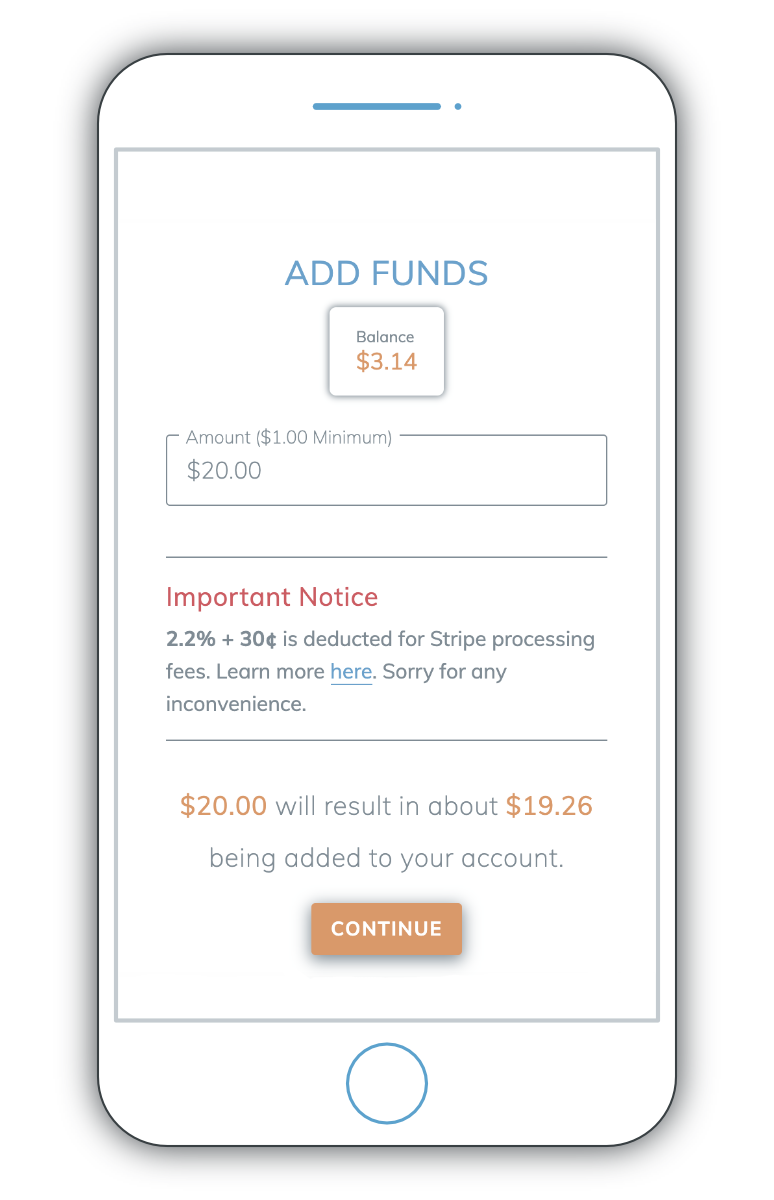 ADD FUNDS
Balance
$3.14
Amount ($1.00 Minimum)
$20.00
Important Notice
2.2% + 30¢ is deducted for Stripe processing
fees. Learn more here. Sorry for any
inconvenience.
$20.00 will result in about $19.26
being added to your account.
CONTINUE